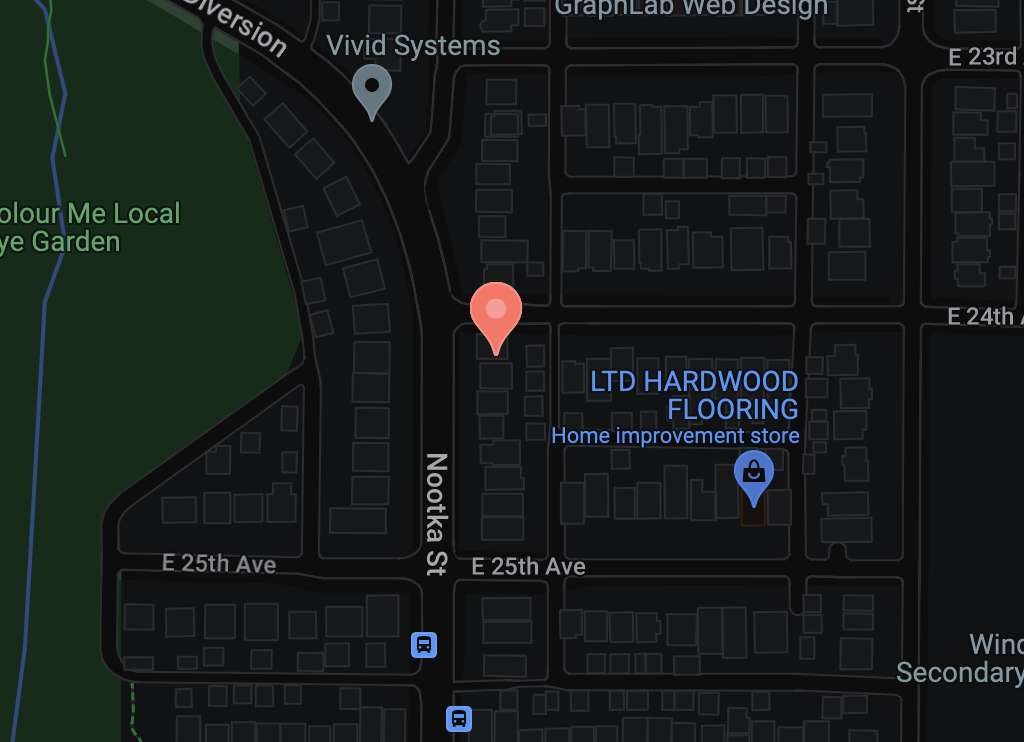 GraphLab Web Design
St
Diversion
Vivid Systems
E 23rd
olour Me Local
ye Garden
E 24th A
LTD HARDWOOD
FLOORING
Home improvement store
Nootka St
E 25th Ave
E 25th Ave
Wind
Secondary